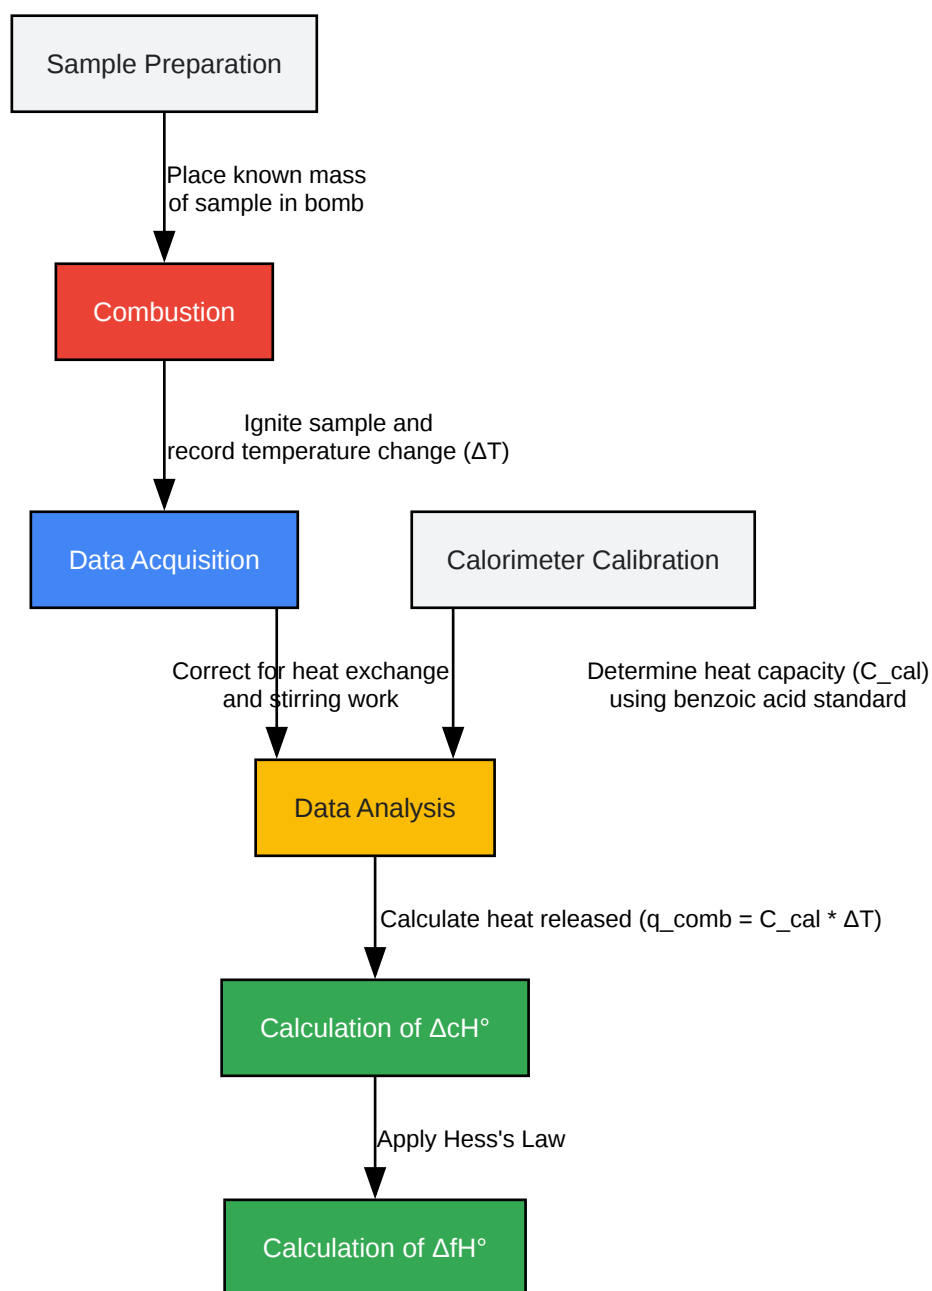 Sample Preparation
Place known mass
of sample in bomb
Combustion
Ignite sample and
record temperature change (ΔT)
Data Acquisition
Calorimeter Calibration
Correct for heat exchange
and stirring work
Determine heat capacity (C_cal)
using benzoic acid standard
Data Analysis
Calculate heat released (q_comb = C_cal * ΔT)
Calculation of ΔcH°
Apply Hess's Law
Calculation of ΔfH°